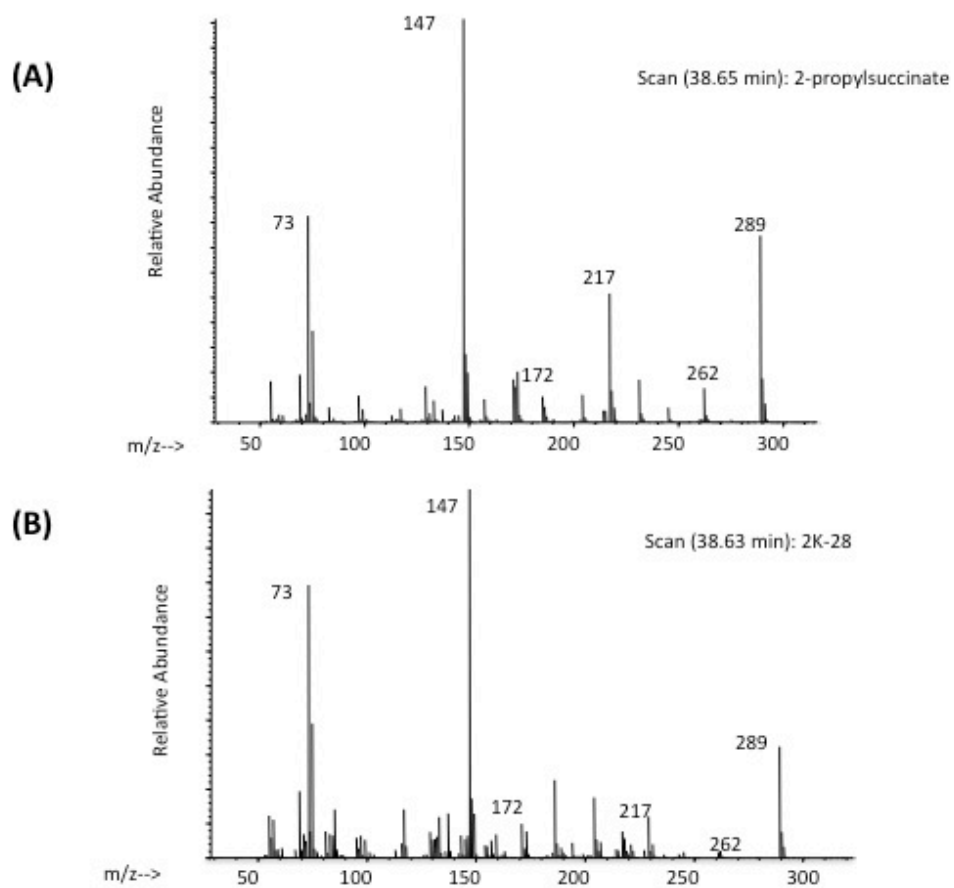 (A)
147
Scan (38.65 min): 2-propylsuccinate
Relative Abundance
73
289
217
172
262
m/z-->
50 100 150 200 250 300
(B)
147
Scan (38.63 min): 2K-28
Relative Abundance
73
289
172
217
262
m/z-->
50 100 150 200 250 300